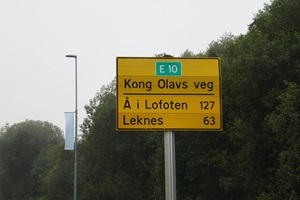 E 10
Kong Olavs veg
Å i Lofoten 127
Leknes 63